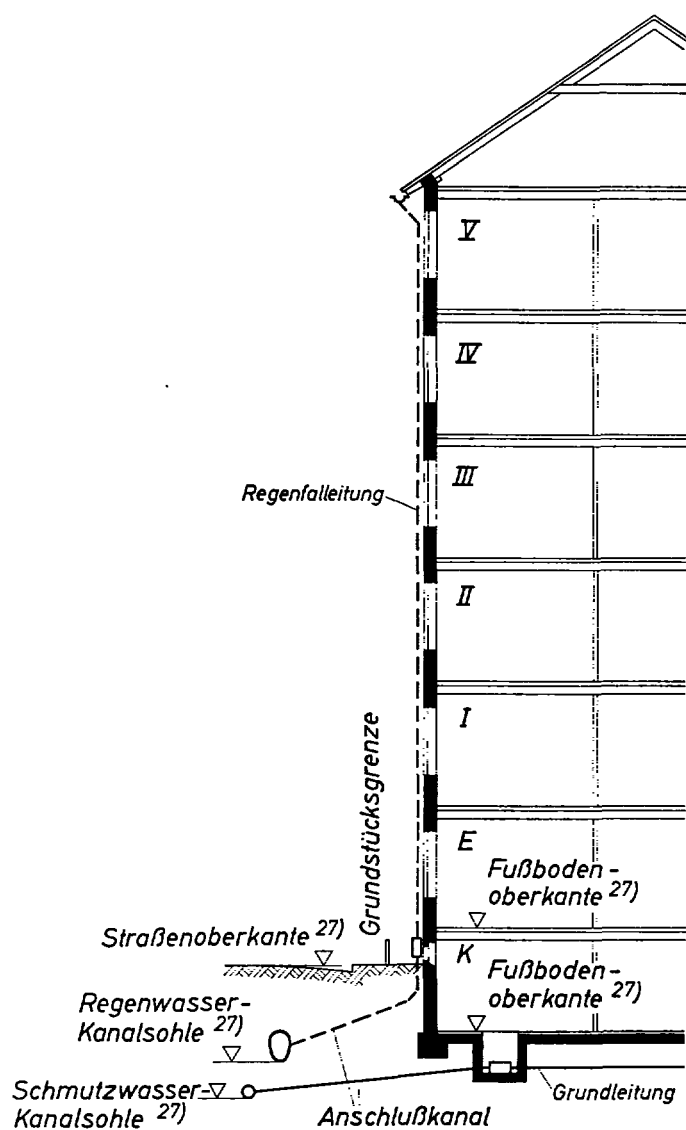 V
IV
Regenfalleitung
III
II
I
Grundstücksgrenze
E
Fußboden-
oberkante 27)
Straßenoberkante 27)
K
Fußboden-
oberkante 27)
Regenwasser-
Kanalsohle 27)
Schmutzwasser-
Kanalsohle 27)
Anschlußkanal
Grundleitung